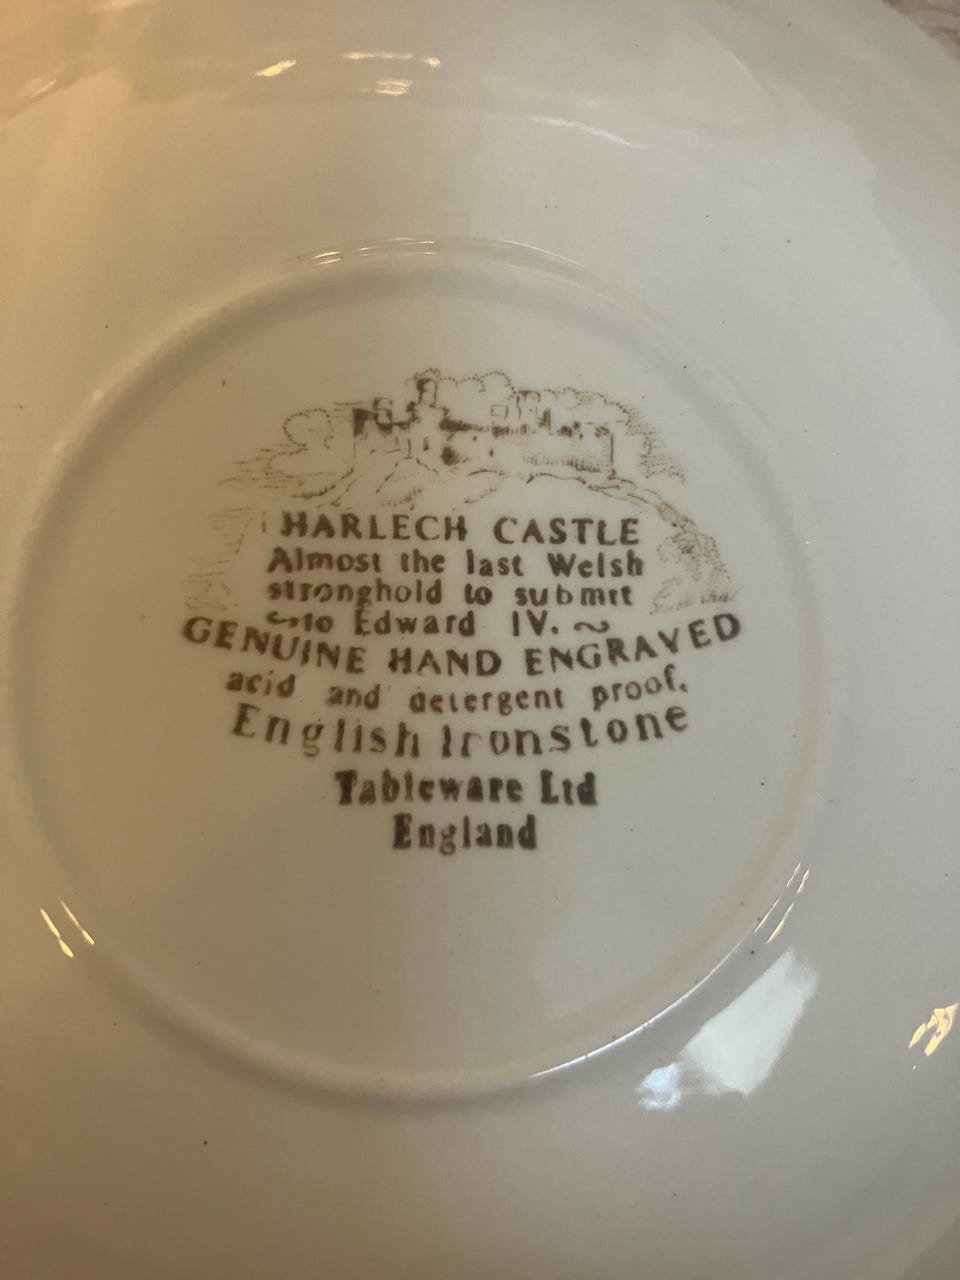 HARLECH CASTLE
Almost the last Welsh
stronghold to submit
to Edward IV.
GENUINE HAND ENGRAVED
acid and detergent proof.
English Ironstone
Tableware Ltd
England